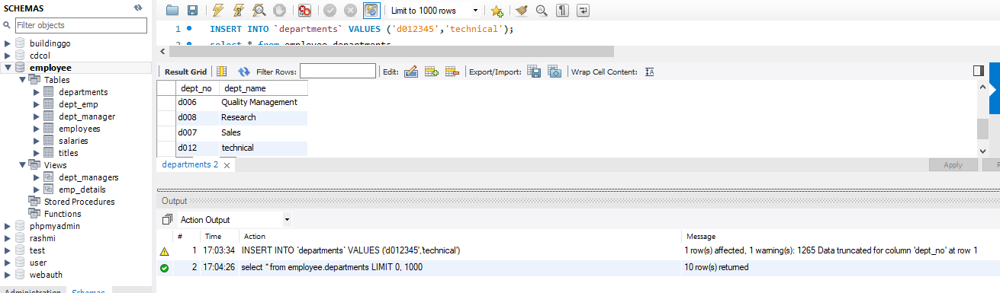 SCHEMAS
Filter objects
buildinggo
cdcol
employee
Tables
departments
dept_emp
dept_manager
employees
salaries
titles
Views
dept_managers
emp_details
Stored Procedures
Functions
phpmyadmin
rashmi
test
user
webauth
Administration Schemas
Limit to 1000 rows
1 INSERT INTO `departments` VALUES ('d012345','technical');
2 select * from employee.departments
Result Grid Filter Rows: Edit: Export/Import: Wrap Cell Content:
dept_no dept_name
d006 Quality Management
d008 Research
d007 Sales
d012 technical
departments 2 Apply
Output
Action Output
# Time Action Message
1 17:03:34 INSERT INTO `departments` VALUES ('d012345','technical') 1 row(s) affected, 1 warning(s): 1265 Data truncated for column 'dept_no' at row 1
2 17:04:26 select * from employee.departments LIMIT 0, 1000 10 row(s) returned